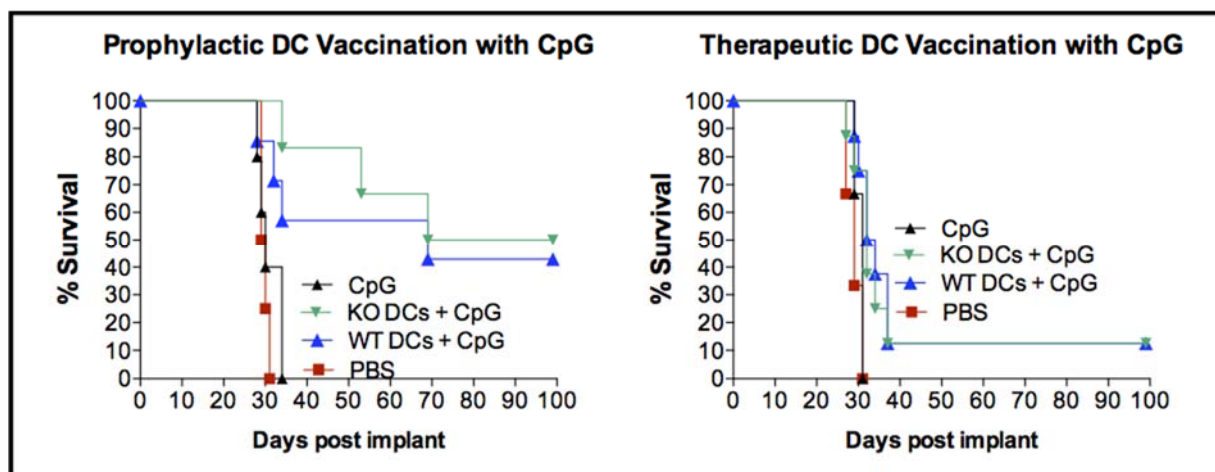 Prophylactic DC Vaccination with CpG
% Survival
100
90
80
70
60
50
40
30
20
10
0
CpG
KO DCs + CpG
WT DCs + CpG
PBS
0 10 20 30 40 50 60 70 80 90 100
Days post implant
Therapeutic DC Vaccination with CpG
% Survival
100
90
80
70
60
50
40
30
20
10
0
CpG
KO DCs + CpG
WT DCs + CpG
PBS
0 10 20 30 40 50 60 70 80 90 100
Days post implant